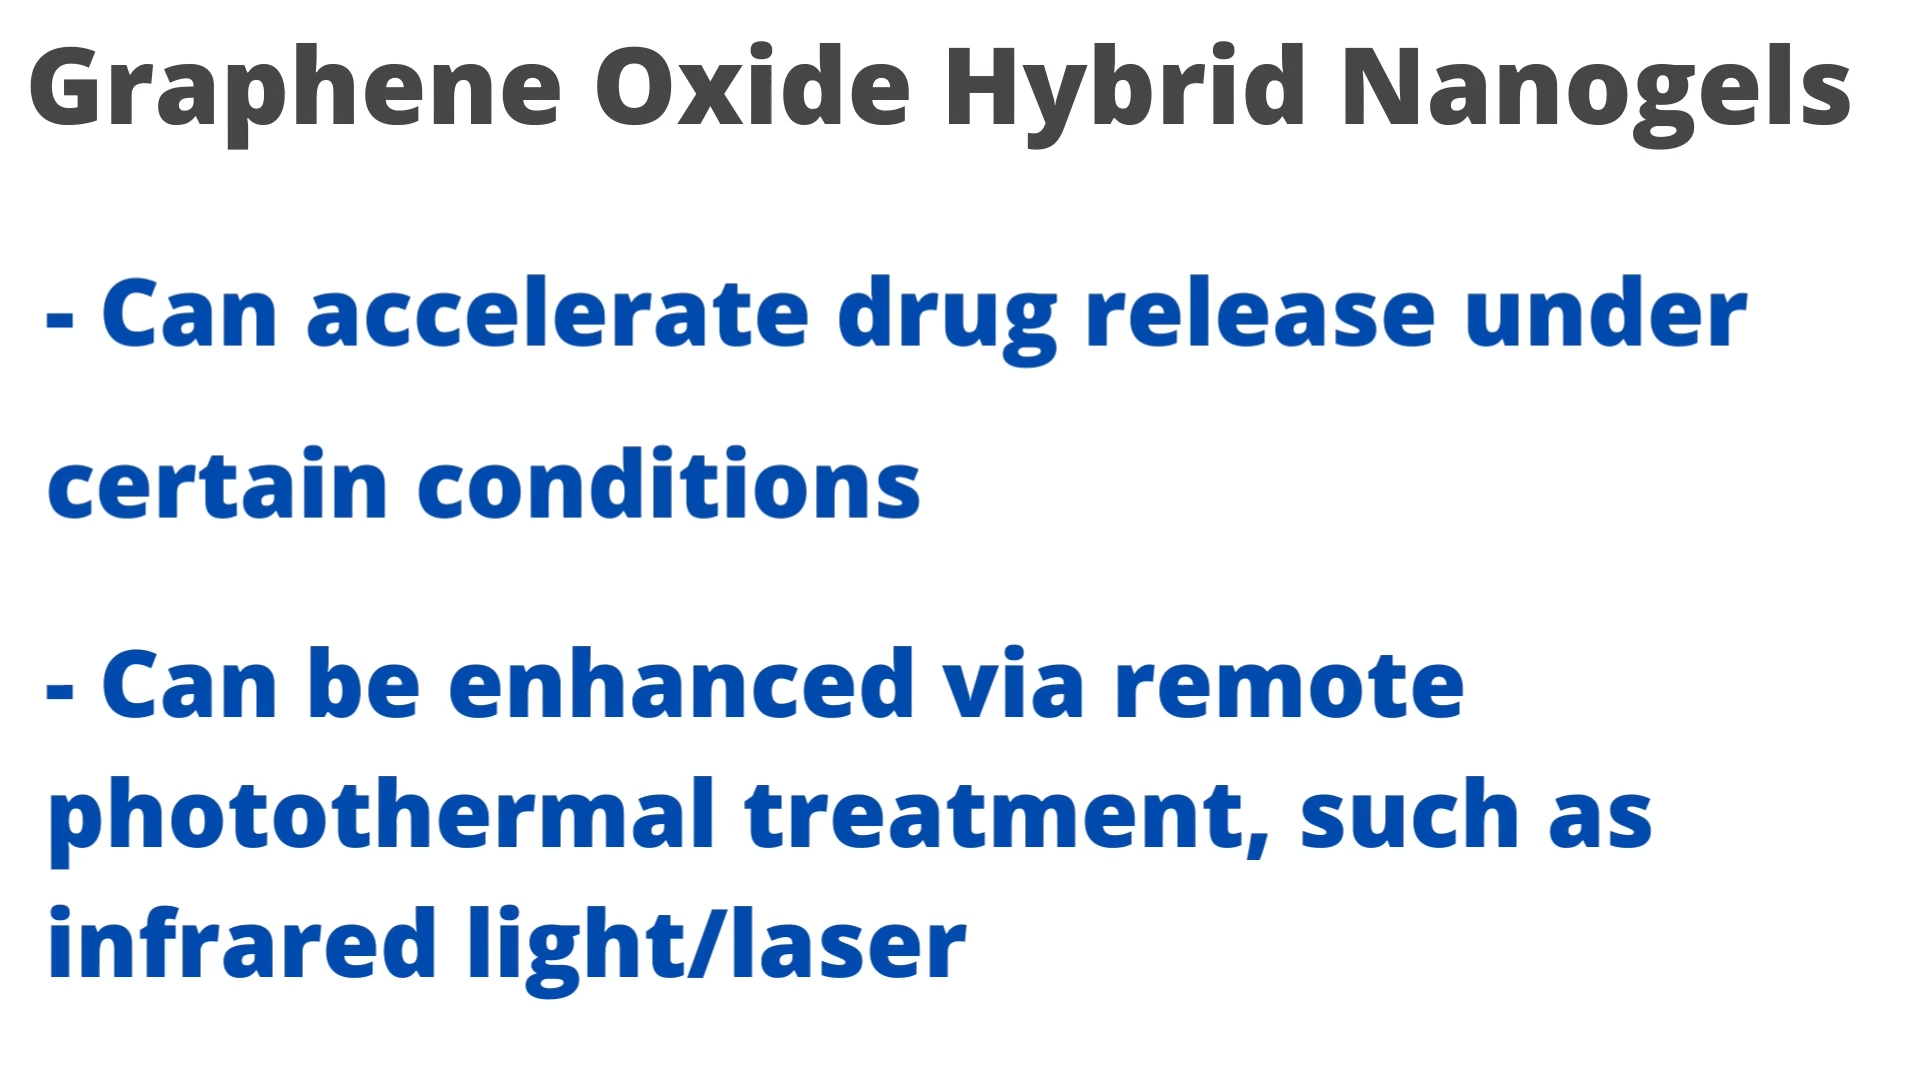 Graphene Oxide Hybrid Nanogels
- Can accelerate drug release under
certain conditions
- Can be enhanced via remote
photothermal treatment, such as
infrared light/laser